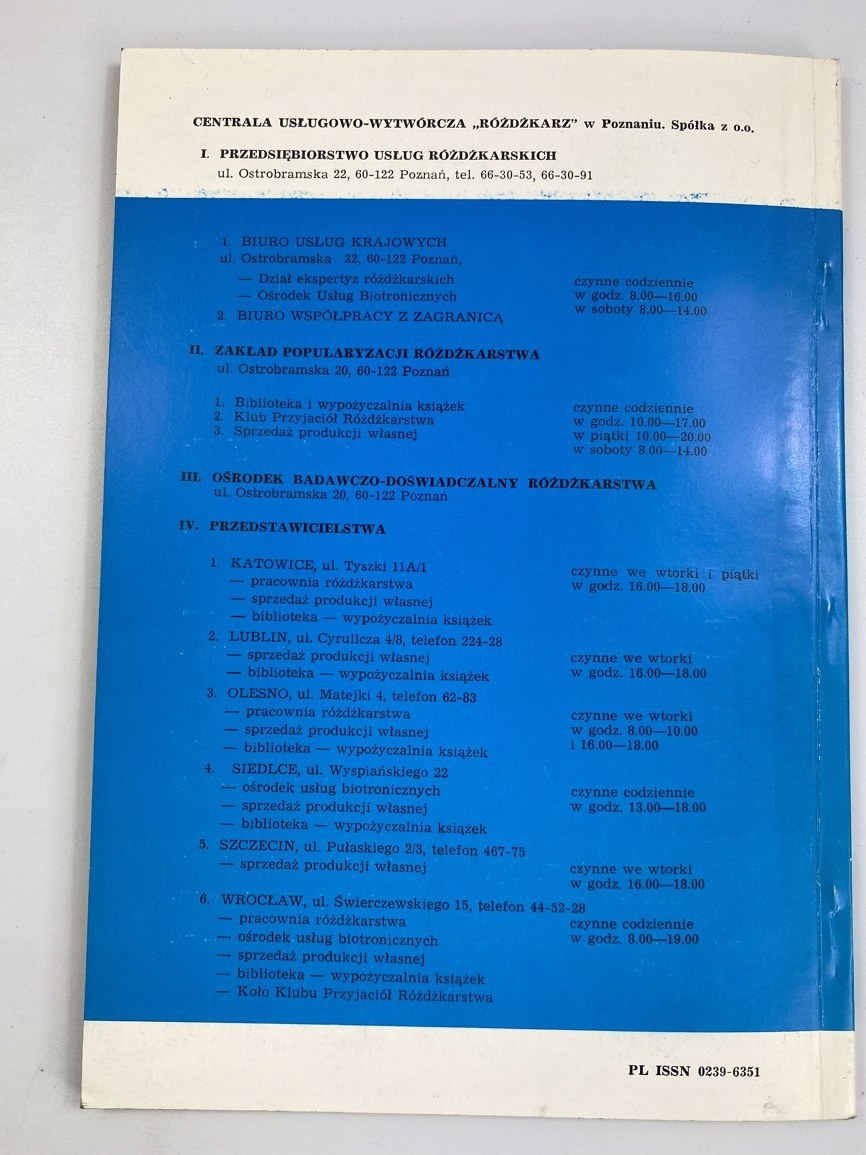 CENTRALA USŁUGOWO-WYTWÓRCZA „RÓŻDŻKARZ” w Poznaniu. Spółka z o.o.
I. PRZEDSIĘBIORSTWO USŁUG RÓŻDŻKARSKICH
ul. Ostrobramska 22, 60-122 Poznań, tel. 66-30-53, 66-30-91
1. BIURO USŁUG KRAJOWYCH
ul. Ostrobramska 22, 60-122 Poznań,
— Dział ekspertyz różdżkarskich
— Ośrodek Usług Biotronicznych
czynne codziennie
w godz. 8.00—16.00
w soboty 8.00—14.00
2. BIURO WSPÓŁPRACY Z ZAGRANICĄ
II. ZAKŁAD POPULARYZACJI RÓŻDŻKARSTWA
ul. Ostrobramska 20, 60-122 Poznań
1. Biblioteka i wypożyczalnia książek
2. Klub Przyjaciół Różdżkarstwa
3. Sprzedaż produkcji własnej
czynne codziennie
w godz. 10.00—17.00
w piątki 10.00—20.00
w soboty 8.00—14.00
III. OŚRODEK BADAWCZO-DOŚWIADCZALNY RÓŻDŻKARSTWA
ul. Ostrobramska 20, 60-122 Poznań
IV. PRZEDSTAWICIELSTWA
1. KATOWICE, ul. Tyszki 11A/1
— pracownia różdżkarstwa
— sprzedaż produkcji własnej
— biblioteka — wypożyczalnia książek
czynne we wtorki i piątki
w godz. 16.00—18.00
2. LUBLIN, ul. Cyrulicza 4/8, telefon 224-28
— sprzedaż produkcji własnej
— biblioteka — wypożyczalnia książek
czynne we wtorki
w godz. 16.00—18.00
3. OLESNO, ul. Matejki 4, telefon 62-83
— pracownia różdżkarstwa
— sprzedaż produkcji własnej
— biblioteka — wypożyczalnia książek
czynne we wtorki
w godz. 8.00—10.00
i 16.00—18.00
4. SIEDLCE, ul. Wyspiańskiego 22
— ośrodek usług biotronicznych
— sprzedaż produkcji własnej
— biblioteka — wypożyczalnia książek
czynne codziennie
w godz. 13.00—18.00
5. SZCZECIN, ul. Pułaskiego 2/3, telefon 467-75
— sprzedaż produkcji własnej
czynne we wtorki
w godz. 16.00—18.00
6. WROCŁAW, ul. Świerczewskiego 15, telefon 44-52-28
— pracownia różdżkarstwa
— ośrodek usług biotronicznych
— sprzedaż produkcji własnej
— biblioteka — wypożyczalnia książek
— Koło Klubu Przyjaciół Różdżkarstwa
czynne codziennie
w godz. 8.00—19.00
PL ISSN 0239-6351